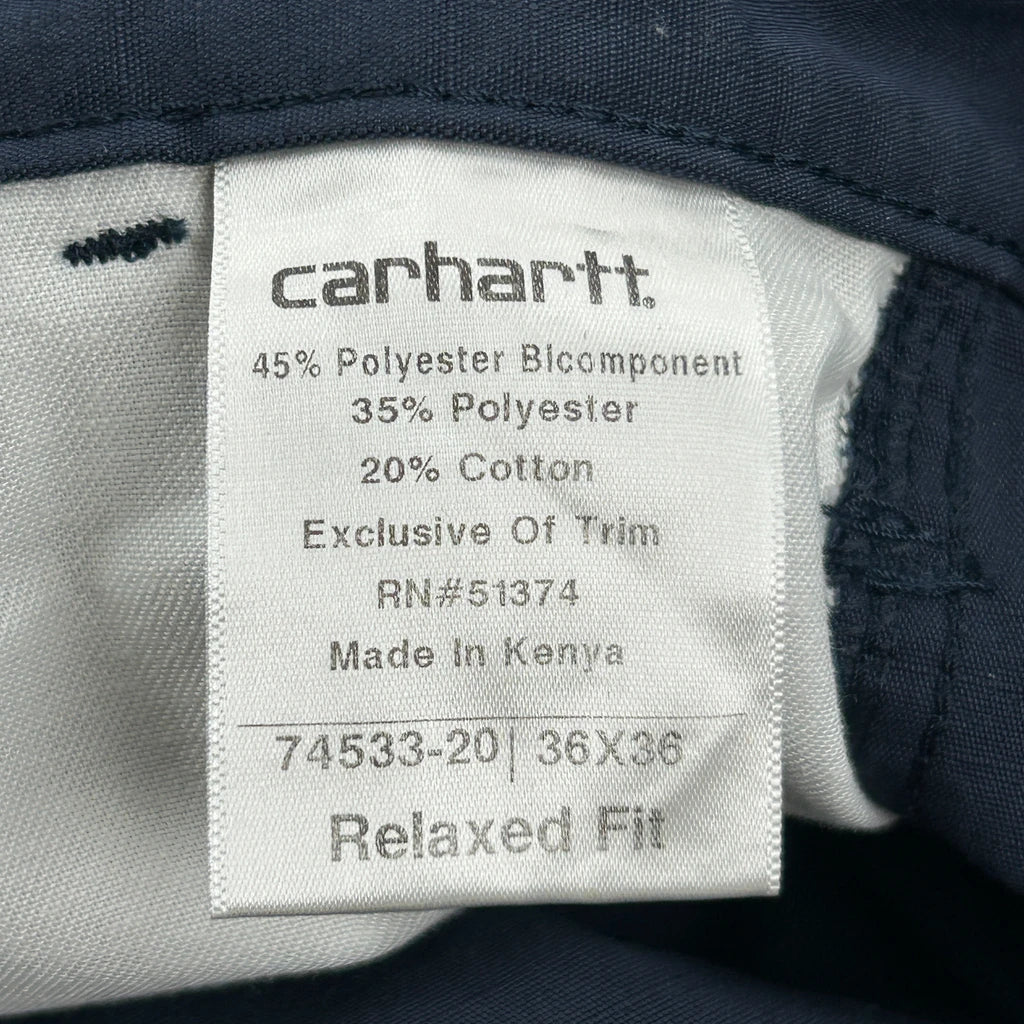 carhartt.
45% Polyester Bicomponent
35% Polyester
20% Cotton
Exclusive Of Trim
RN#51374
Made In Kenya
74533-20| 36X36
Relaxed Fit